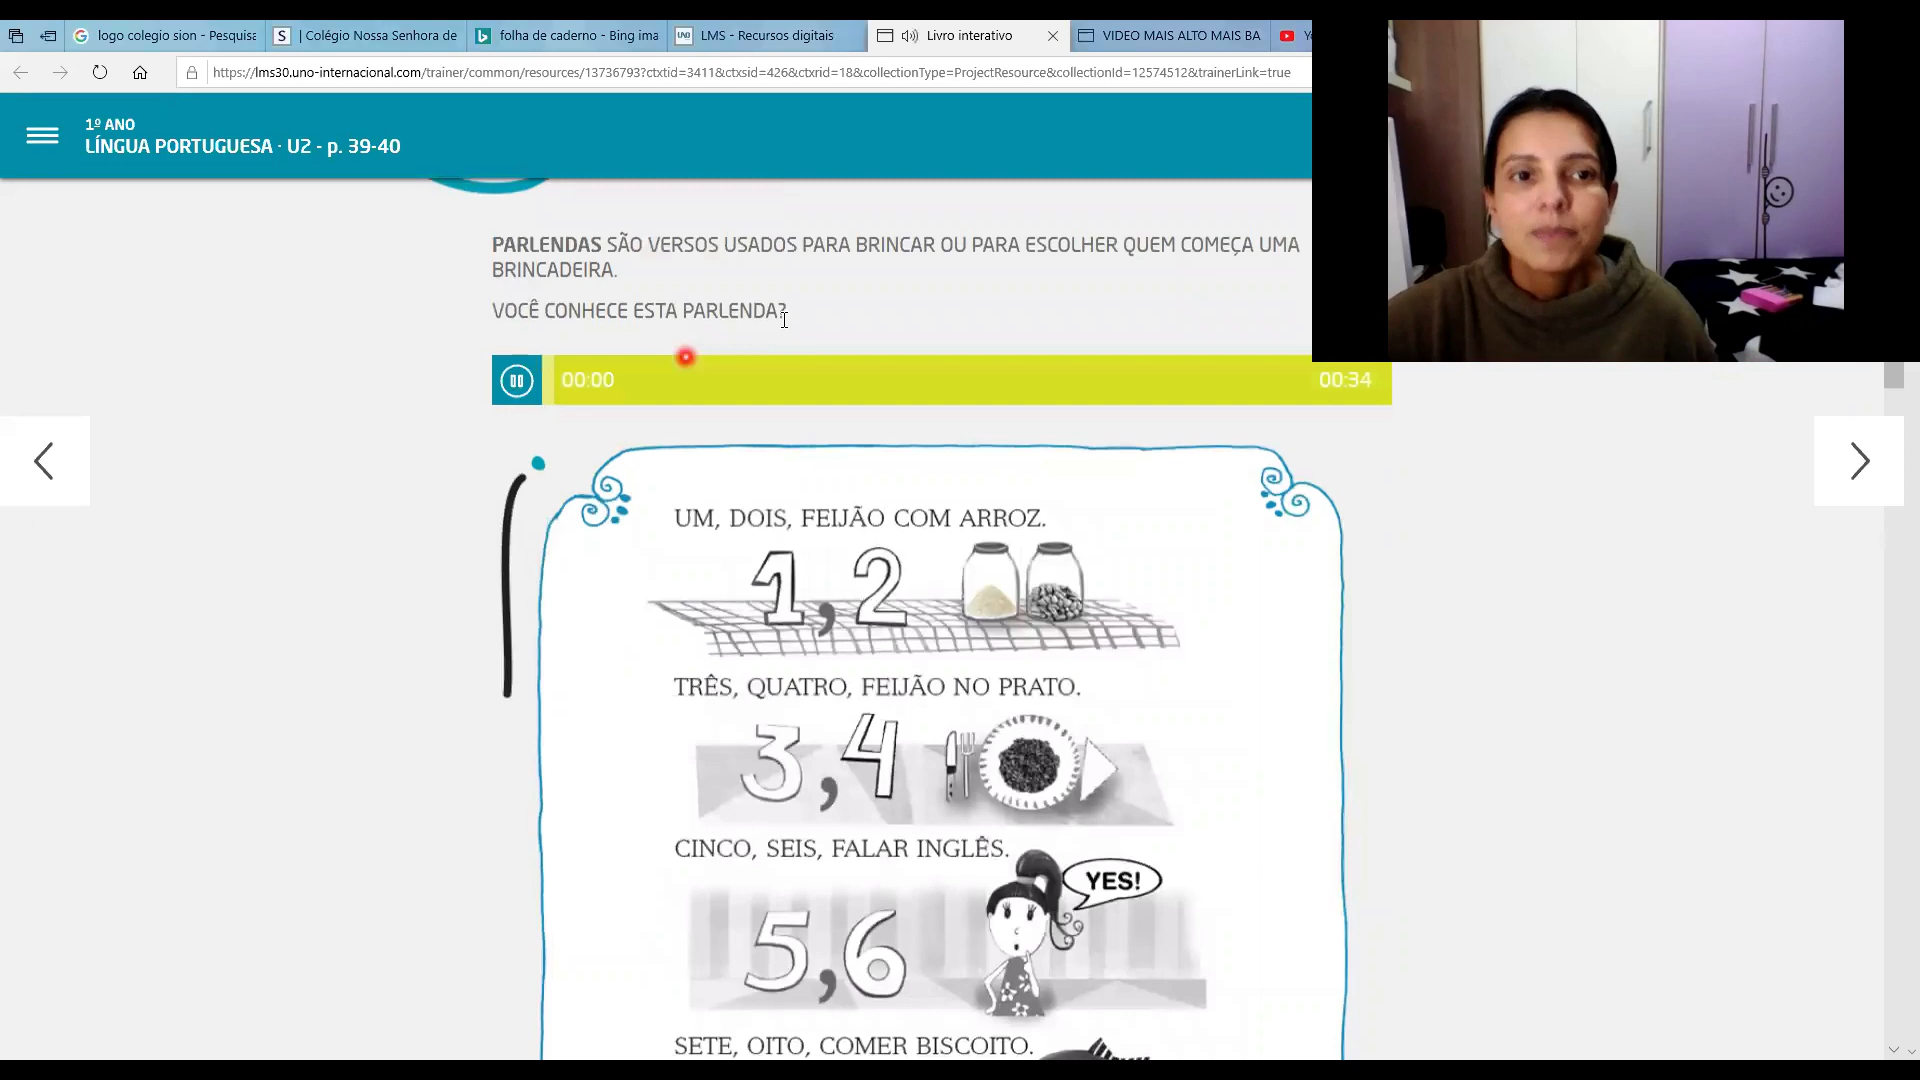 logo colegio sion - Pesquisa
S
| Colégio Nossa Senhora de
folha de caderno - Bing ima
UNO
LMS - Recursos digitais
Livro interativo
VIDEO MAIS ALTO MAIS BA
https://lms30.uno-internacional.com/trainer/common/resources/13736793?ctxtid=3411&ctxsid=426&ctxrid=18&collectionType=ProjectResource&collectionId=12574512&trainerLink=true
1º ANO
LÍNGUA PORTUGUESA · U2 - p. 39-40
PARLENDAS SÃO VERSOS USADOS PARA BRINCAR OU PARA ESCOLHER QUEM COMEÇA UMA
BRINCADEIRA.
VOCÊ CONHECE ESTA PARLENDA?
00:00
00:34
UM, DOIS, FEIJÃO COM ARROZ.
1, 2
TRÊS, QUATRO, FEIJÃO NO PRATO.
3, 4
CINCO, SEIS, FALAR INGLÊS.
YES!
5, 6
SETE, OITO, COMER BISCOITO.